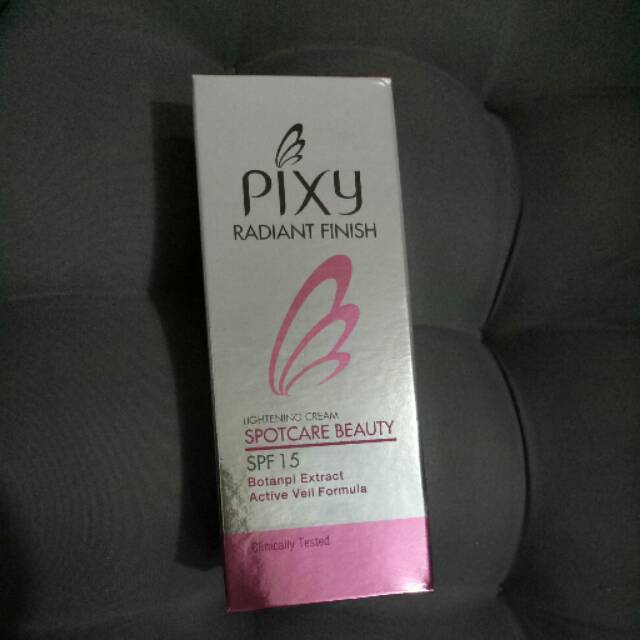 PIXY
RADIANT FINISH
LIGHTENING CREAM
SPOTCARE BEAUTY
SPF 15
Botanpi Extract
Active Veil Formula
Clinically Tested